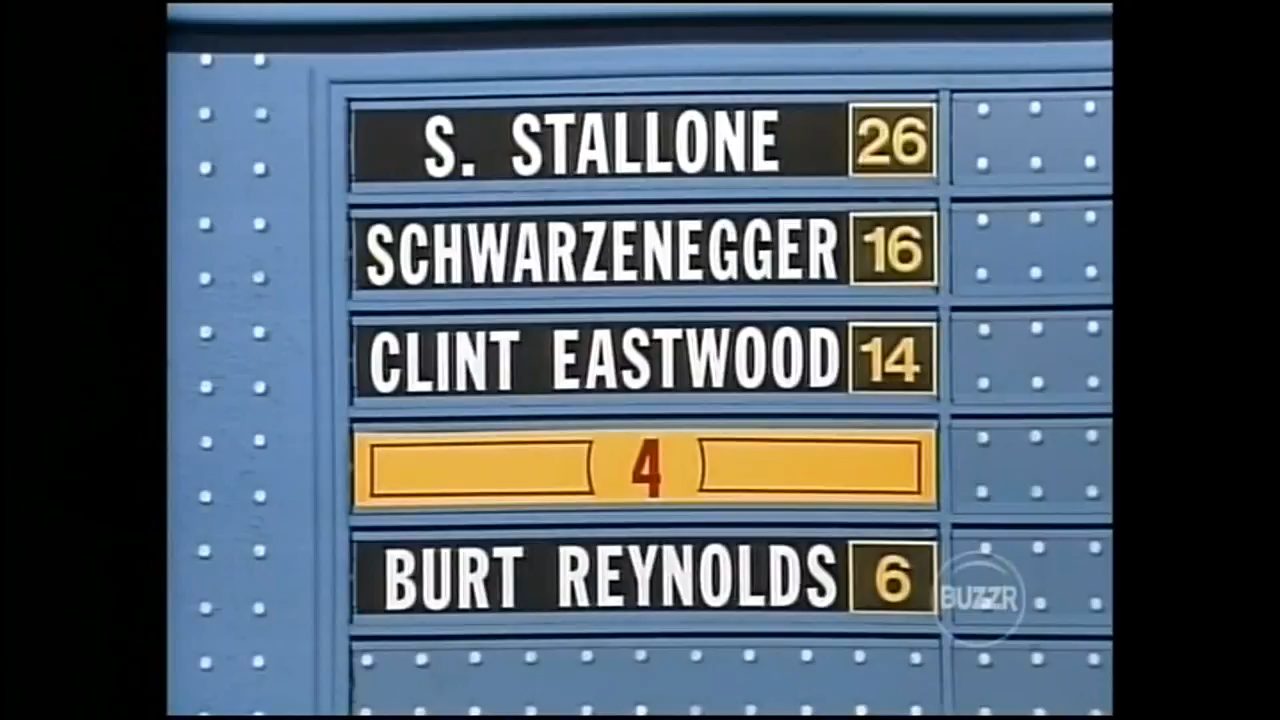 S. STALLONE 26
SCHWARZENEGGER 16
CLINT EASTWOOD 14
4
BURT REYNOLDS 6
BUZZR